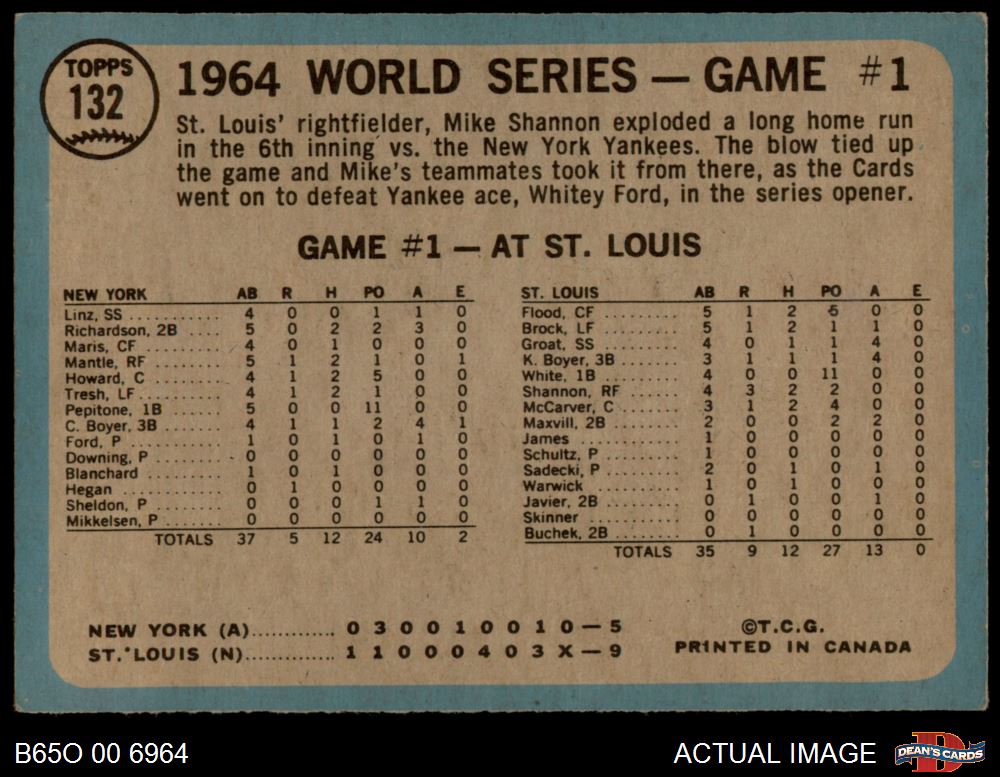 TOPPS
132
1964 WORLD SERIES — GAME #1
St. Louis' rightfielder, Mike Shannon exploded a long home run
in the 6th inning vs. the New York Yankees. The blow tied up
the game and Mike's teammates took it from there, as the Cards
went on to defeat Yankee ace, Whitey Ford, in the series opener.
GAME #1 — AT ST. LOUIS
NEW YORK AB R H PO A E
Linz, SS .......... 4 0 0 1 1 0
Richardson, 2B ..... 5 0 2 2 3 0
Maris, CF .......... 4 0 1 0 0 0
Mantle, RF ......... 5 1 2 1 0 1
Howard, C .......... 4 1 2 5 0 0
Tresh, LF .......... 4 1 2 1 0 0
Pepitone, 1B ....... 5 0 0 11 0 0
C. Boyer, 3B ....... 4 1 1 2 4 1
Ford, P ............ 1 0 1 0 1 0
Downing, P ......... 0 0 0 0 0 0
Blanchard .......... 1 0 1 0 0 0
Hegan .............. 0 1 0 0 0 0
Sheldon, P ......... 0 0 0 1 1 0
Mikkelsen, P ....... 0 0 0 0 0 0
TOTALS 37 5 12 24 10 2
ST. LOUIS AB R H PO A E
Flood, CF .......... 5 1 2 5 0 0
Brock, LF .......... 5 1 2 1 1 0
Groat, SS .......... 4 0 1 1 4 0
K. Boyer, 3B ....... 3 1 1 1 4 0
White, 1B .......... 4 0 0 11 0 0
Shannon, RF ........ 4 3 2 2 0 0
McCarver, C ........ 3 1 2 4 0 0
Maxvill, 2B ........ 2 0 0 2 2 0
James .............. 1 0 0 0 0 0
Schultz, P ......... 1 0 0 0 0 0
Sadecki, P ......... 2 0 1 0 1 0
Warwick ............ 1 0 1 0 0 0
Javier, 2B ......... 0 1 0 0 1 0
Skinner ............ 0 0 0 0 0 0
Buchek, 2B ......... 0 1 0 0 0 0
TOTALS 35 9 12 27 13 0
NEW YORK (A)............. 0 3 0 0 1 0 0 1 0 — 5
ST. LOUIS (N)............. 1 1 0 0 0 4 0 3 X — 9
©T.C.G.
PRINTED IN CANADA
B65O 00 6964
ACTUAL IMAGE
D
DEAN'S CARDS